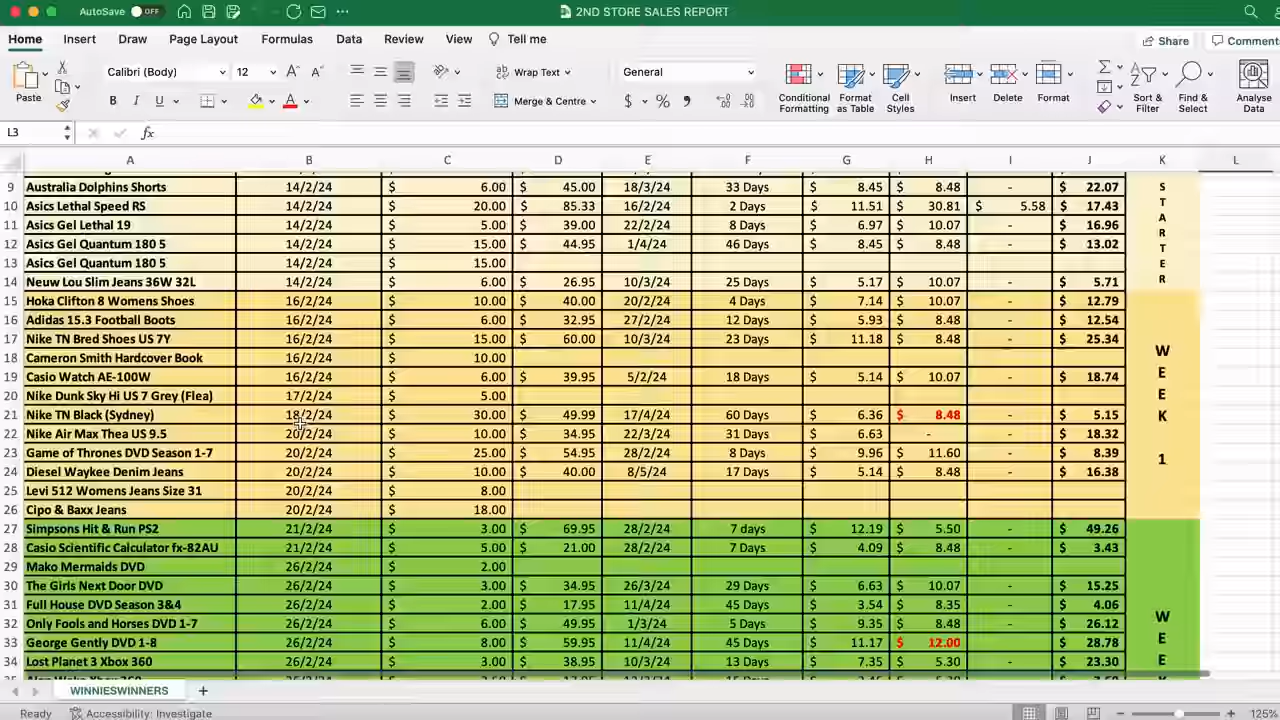 AutoSave OFF 2ND STORE SALES REPORT
Home Insert Draw Page Layout Formulas Data Review View Tell me Share Comment
Paste Calibri (Body) 12 Wrap Text General Conditional Formatting Format as Table Cell Styles Insert Delete Format Sort & Filter Find & Select Analyse Data
B I U A Merge & Centre $ % 
L3 fx
A B C D E F G H I J K L
9 Australia Dolphins Shorts 14/2/24 $ 6.00 $ 45.00 18/3/24 33 Days $ 8.45 $ 8.48 - $ 22.07 S
10 Asics Lethal Speed RS 14/2/24 $ 20.00 $ 85.33 16/2/24 2 Days $ 11.51 $ 30.81 $ 5.58 $ 17.43 T
11 Asics Gel Lethal 19 14/2/24 $ 5.00 $ 39.00 22/2/24 8 Days $ 6.97 $ 10.07 - $ 16.96 A
12 Asics Gel Quantum 180 5 14/2/24 $ 15.00 $ 44.95 1/4/24 46 Days $ 8.45 $ 8.48 - $ 13.02 R T
13 Asics Gel Quantum 180 5 14/2/24 $ 15.00 E
14 Neuw Lou Slim Jeans 36W 32L 14/2/24 $ 6.00 $ 26.95 10/3/24 25 Days $ 5.17 $ 10.07 - $ 5.71 R
15 Hoka Clifton 8 Womens Shoes 16/2/24 $ 10.00 $ 40.00 20/2/24 4 Days $ 7.14 $ 10.07 - $ 12.79
16 Adidas 15.3 Football Boots 16/2/24 $ 6.00 $ 32.95 27/2/24 12 Days $ 5.93 $ 8.48 - $ 12.54
17 Nike TN Bred Shoes US 7Y 16/2/24 $ 15.00 $ 60.00 10/3/24 23 Days $ 11.18 $ 8.48 - $ 25.34
18 Cameron Smith Hardcover Book 16/2/24 $ 10.00 W
19 Casio Watch AE-100W 16/2/24 $ 6.00 $ 39.95 5/2/24 18 Days $ 5.14 $ 10.07 - $ 18.74 E
20 Nike Dunk Sky Hi US 7 Grey (Flea) 17/2/24 $ 5.00 E
21 Nike TN Black (Sydney) 18/2/24 $ 30.00 $ 49.99 17/4/24 60 Days $ 6.36 $ 8.48 - $ 5.15 K
22 Nike Air Max Thea US 9.5 20/2/24 $ 10.00 $ 34.95 22/3/24 31 Days $ 6.63 - $ 18.32
23 Game of Thrones DVD Season 1-7 20/2/24 $ 25.00 $ 54.95 28/2/24 8 Days $ 9.96 $ 11.60 - $ 8.39 1
24 Diesel Waykee Denim Jeans 20/2/24 $ 10.00 $ 40.00 8/5/24 17 Days $ 5.14 $ 8.48 - $ 16.38
25 Levi 512 Womens Jeans Size 31 20/2/24 $ 8.00
26 Cipo & Baxx Jeans 20/2/24 $ 18.00
27 Simpsons Hit & Run PS2 21/2/24 $ 3.00 $ 69.95 28/2/24 7 days $ 12.19 $ 5.50 - $ 49.26
28 Casio Scientific Calculator fx-82AU 21/2/24 $ 5.00 $ 21.00 28/2/24 7 Days $ 4.09 $ 8.48 - $ 3.43
29 Mako Mermaids DVD 26/2/24 $ 2.00
30 The Girls Next Door DVD 26/2/24 $ 3.00 $ 34.95 26/3/24 29 Days $ 6.63 $ 10.07 - $ 15.25
31 Full House DVD Season 3&4 26/2/24 $ 2.00 $ 17.95 11/4/24 45 Days $ 3.54 $ 8.35 - $ 4.06
32 Only Fools and Horses DVD 1-7 26/2/24 $ 6.00 $ 49.95 1/3/24 5 Days $ 9.35 $ 8.48 - $ 26.12 W
33 George Gently DVD 1-8 26/2/24 $ 8.00 $ 59.95 11/4/24 45 Days $ 11.17 $ 12.00 - $ 28.78 E
34 Lost Planet 3 Xbox 360 26/2/24 $ 3.00 $ 38.95 10/3/24 13 Days $ 7.35 $ 5.30 - $ 23.30 E
WINNIESWINNERS +
Ready Accessibility: Investigate 125%